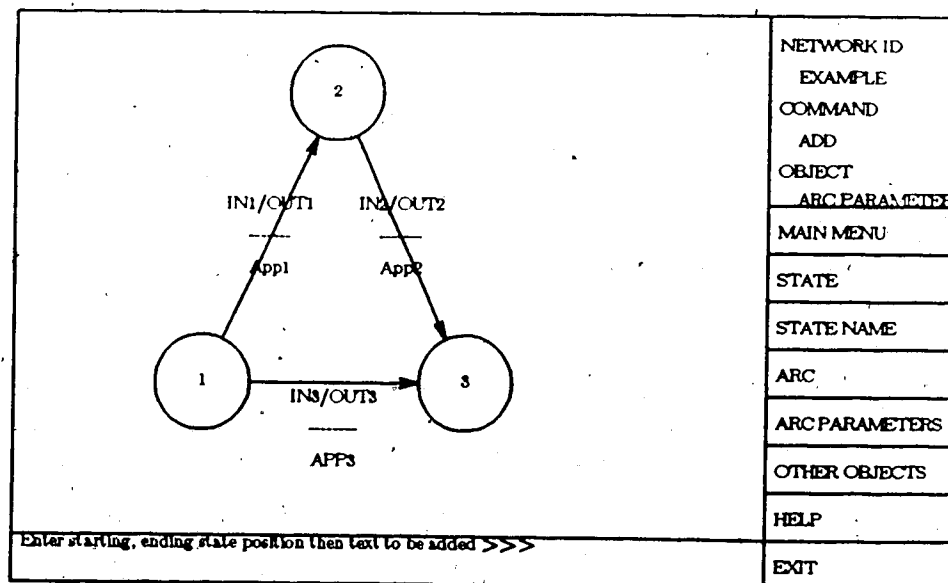 2
IN1/OUT1
IN2/OUT2
App1
App2
1
3
IN3/OUT3
APP3
Enter starting, ending state position then text to be added >>>
NETWORK ID
EXAMPLE
COMMAND
ADD
OBJECT
ARC PARAMETER
MAIN MENU
STATE
STATE NAME
ARC
ARC PARAMETERS
OTHER OBJECTS
HELP
EXIT